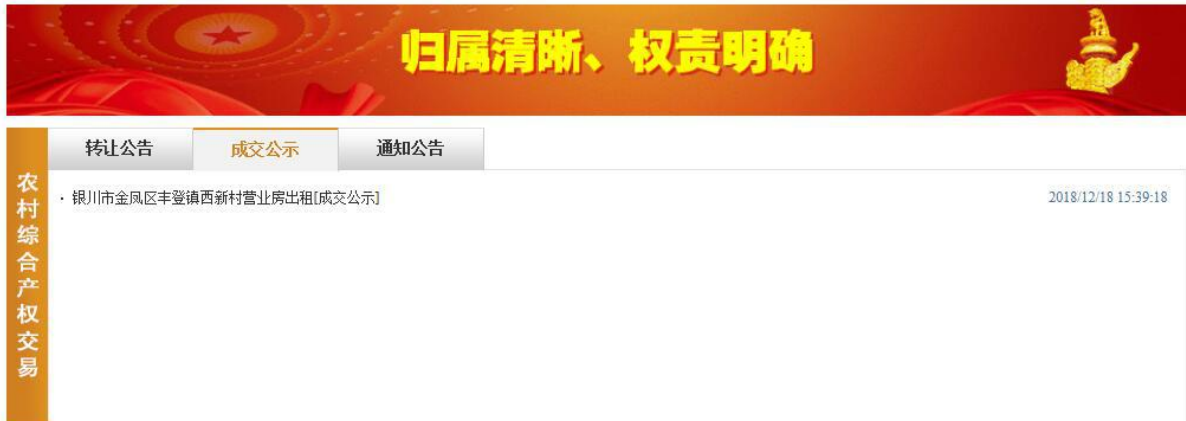 归属清晰、权责明确
转让公告 成交公示 通知公告
农村综合产权交易
· 银川市金凤区丰登镇西新村营业房出租[成交公示] 2018/12/18 15:39:18